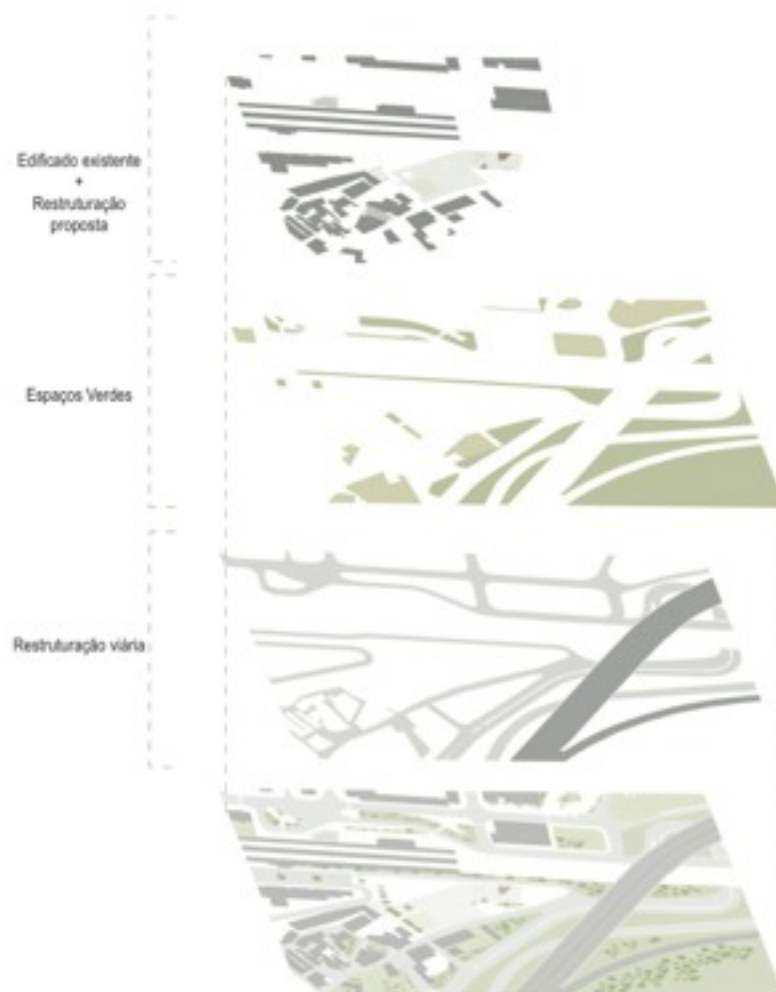 Edificado existente
+
Restruturação
proposta
Espaços Verdes
Restruturação viária